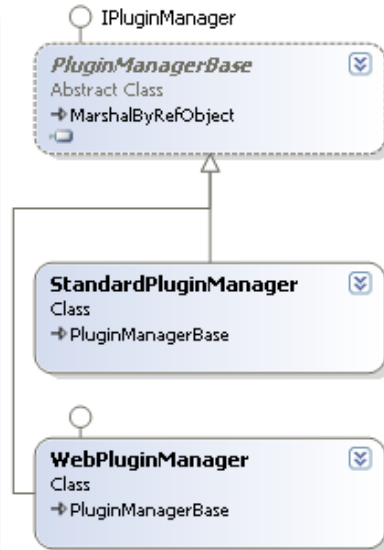 IPluginManager
PluginManagerBase
Abstract Class
MarshalByRefObject
StandardPluginManager
Class
PluginManagerBase
WebPluginManager
Class
PluginManagerBase